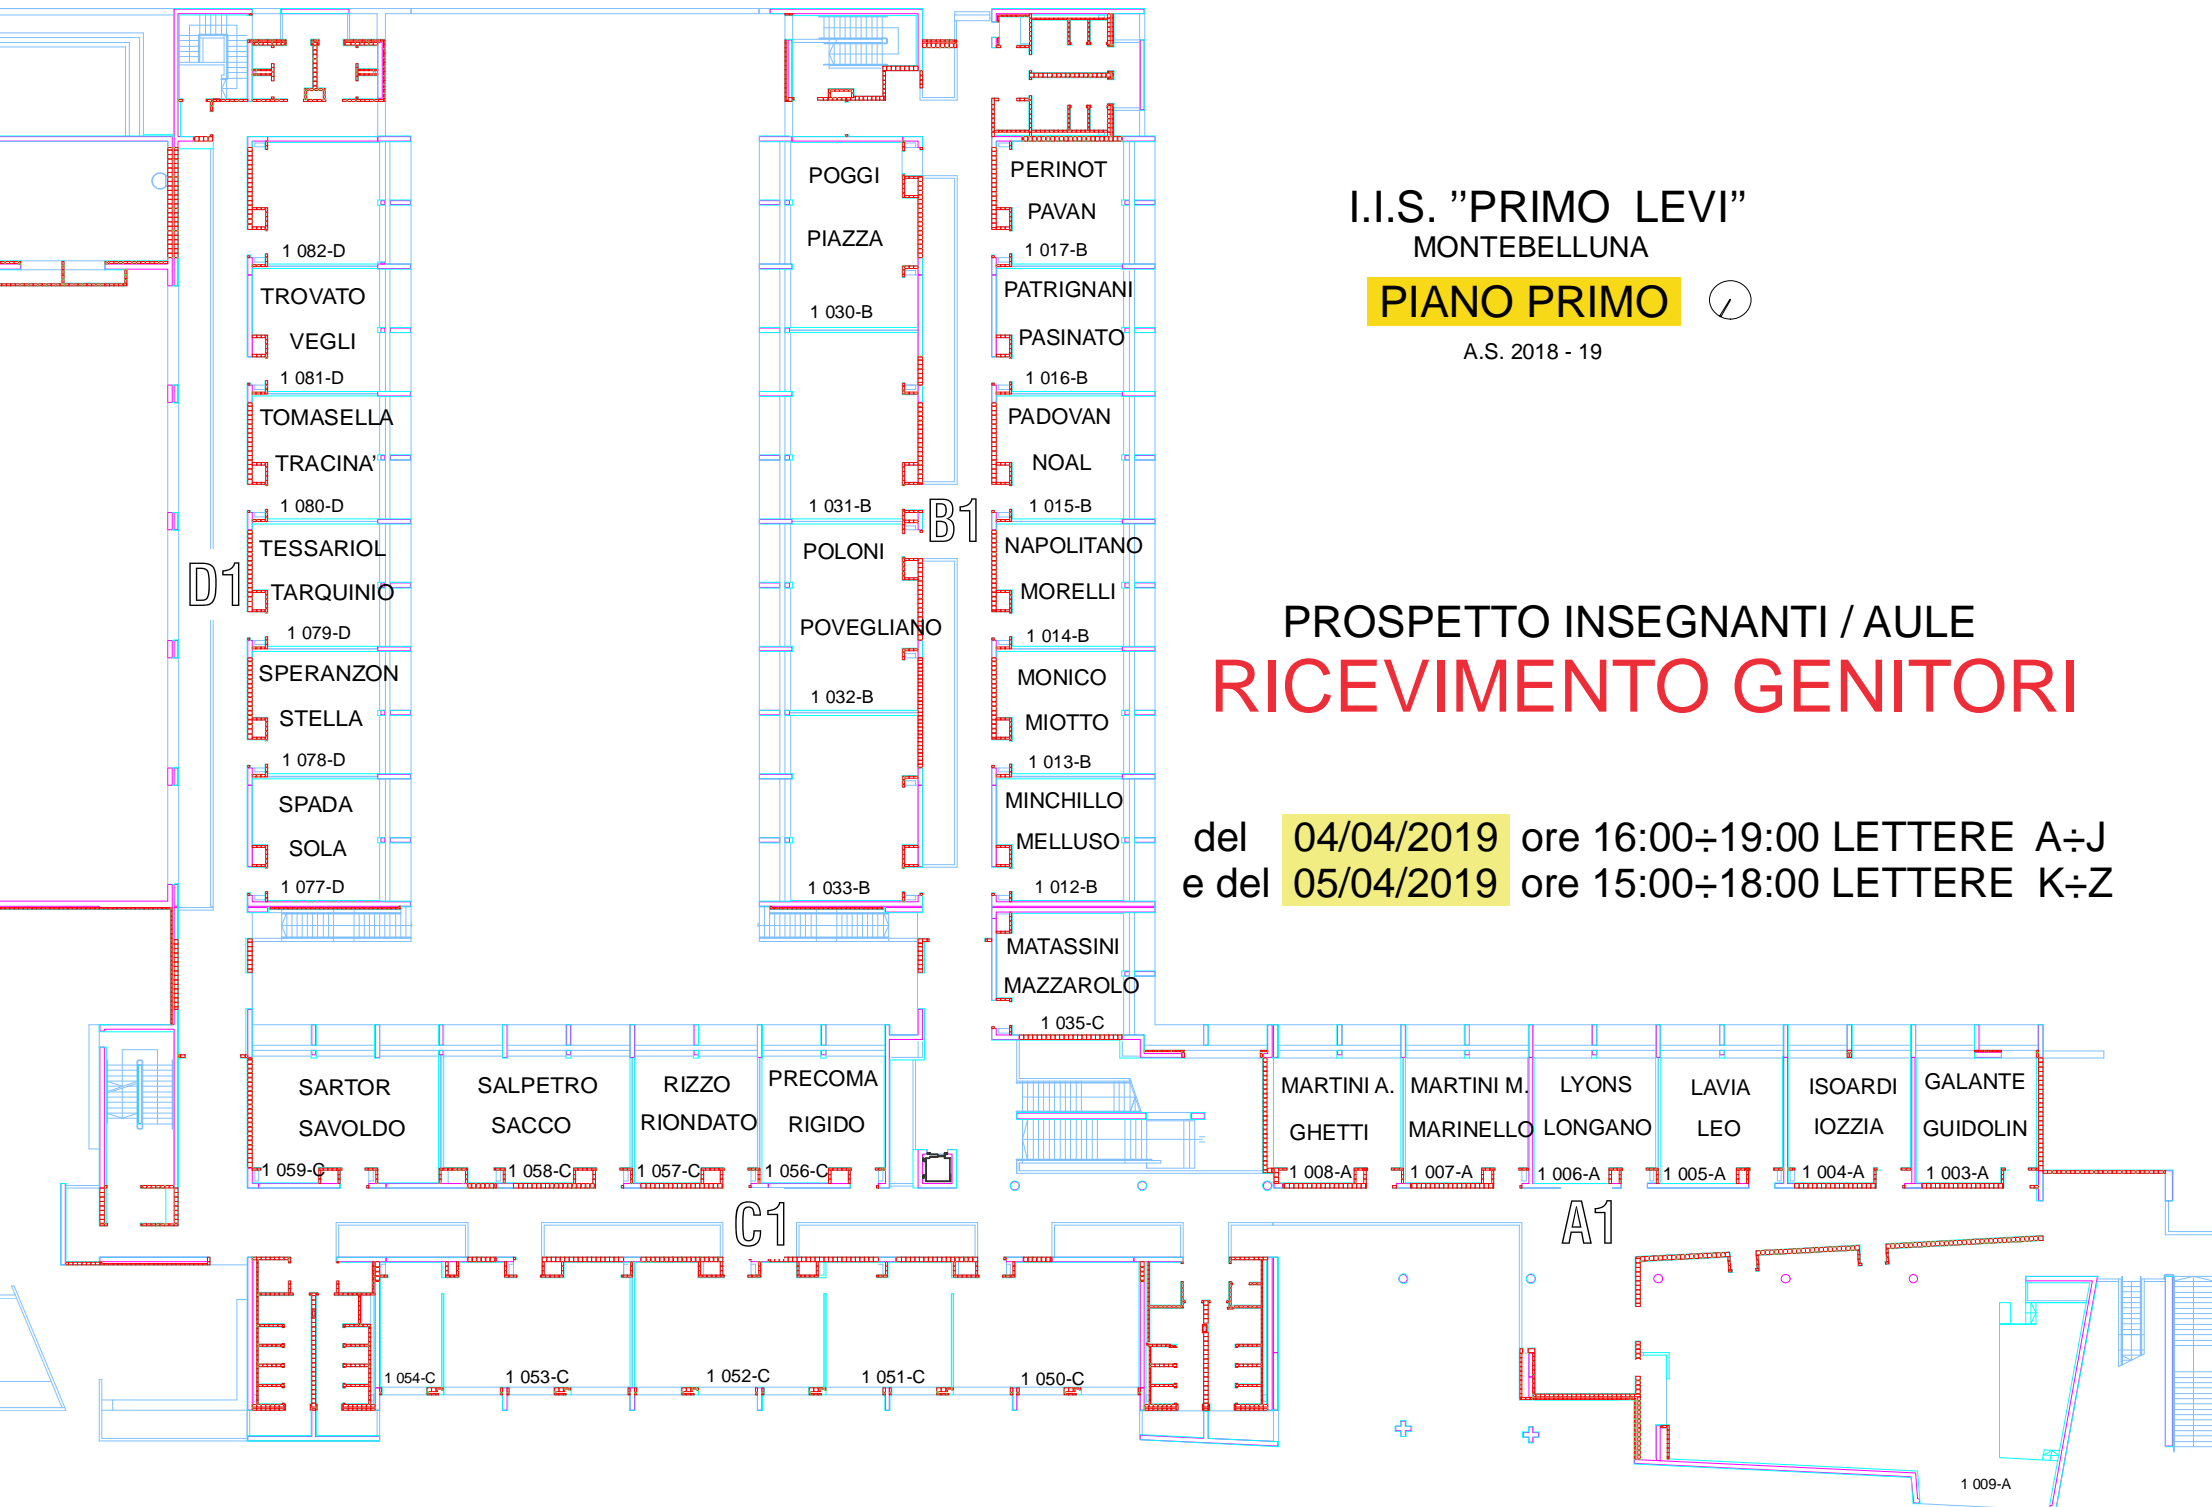 I.I.S. ”PRIMO LEVI”
MONTEBELLUNA
PIANO PRIMO
A.S. 2018 - 19
PROSPETTO INSEGNANTI / AULE
RICEVIMENTO GENITORI
del 04/04/2019 ore 16:00÷19:00 LETTERE A÷J
e del 05/04/2019 ore 15:00÷18:00 LETTERE K÷Z
D1
1 082-D
TROVATO
VEGLI
1 081-D
TOMASELLA
TRACINA’
1 080-D
TESSARIOL
TARQUINIO
1 079-D
SPERANZON
STELLA
1 078-D
SPADA
SOLA
1 077-D
POGGI
PIAZZA
1 030-B
1 031-B
POLONI
POVEGLIANO
1 032-B
1 033-B
B1
PERINOT
PAVAN
1 017-B
PATRIGNANI
PASINATO
1 016-B
PADOVAN
NOAL
1 015-B
NAPOLITANO
MORELLI
1 014-B
MONICO
MIOTTO
1 013-B
MINCHILLO
MELLUSO
1 012-B
MATASSINI
MAZZAROLO
1 035-C
SARTOR
SAVOLDO
1 059-C
SALPETRO
SACCO
1 058-C
RIZZO
RIONDATO
1 057-C
PRECOMA
RIGIDO
1 056-C
MARTINI A.
GHETTI
1 008-A
MARTINI M.
MARINELLO
1 007-A
LYONS
LONGANO
1 006-A
LAVIA
LEO
1 005-A
ISOARDI
IOZZIA
1 004-A
GALANTE
GUIDOLIN
1 003-A
C1
A1
1 054-C
1 053-C
1 052-C
1 051-C
1 050-C
1 009-A